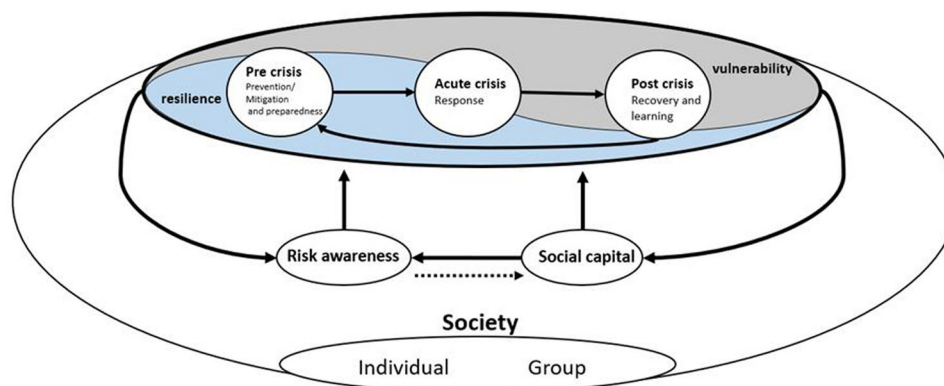 Pre crisis
Prevention/
Mitigation
and preparedness
resilience
Acute crisis
Response
Post crisis
Recovery and
learning
vulnerability
Risk awareness
Social capital
Society
Individual Group